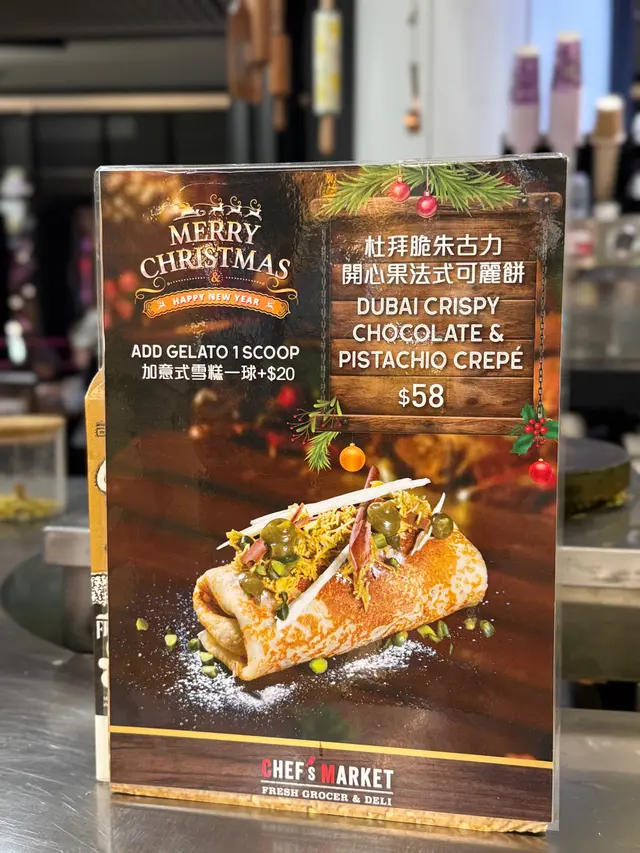 MERRY
CHRISTMAS
&
HAPPY NEW YEAR
ADD GELATO 1 SCOOP
加意式雪糕一球+$20
杜拜脆朱古力
開心果法式可麗餅
DUBAI CRISPY
CHOCOLATE &
PISTACHIO CREPÉ
$58
CHEF'S MARKET
FRESH GROCER & DELI